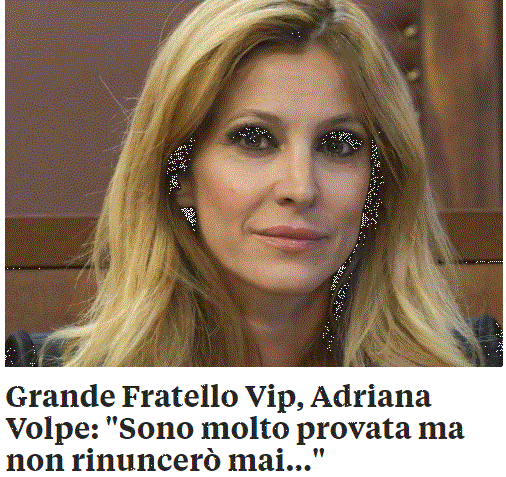 Grande Fratello Vip, Adriana
Volpe: "Sono molto provata ma
non rinuncerò mai..."